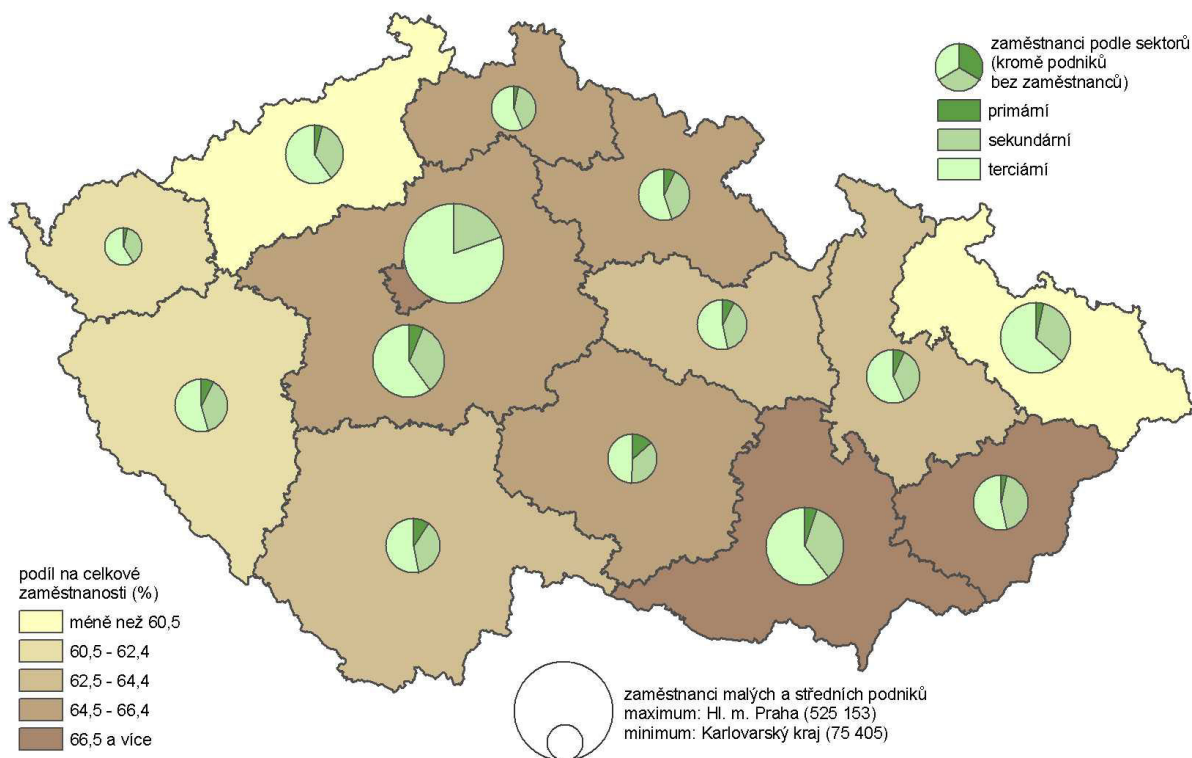 zaměstnanci podle sektorů
(kromě podniků
bez zaměstnanců)
primární
sekundární
terciární
podíl na celkové
zaměstnanosti (%)
méně než 60,5
60,5 - 62,4
62,5 - 64,4
64,5 - 66,4
66,5 a více
zaměstnanci malých a středních podniků
maximum: Hl. m. Praha (525 153)
minimum: Karlovarský kraj (75 405)